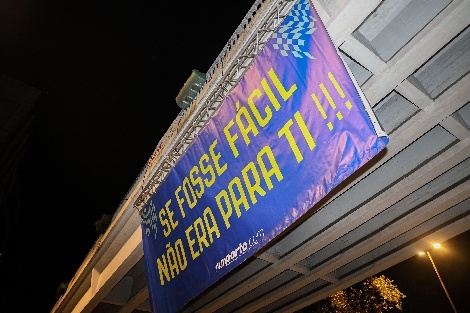 SE FOSSE FÁCIL
NÃO ERA PARA TI !!!